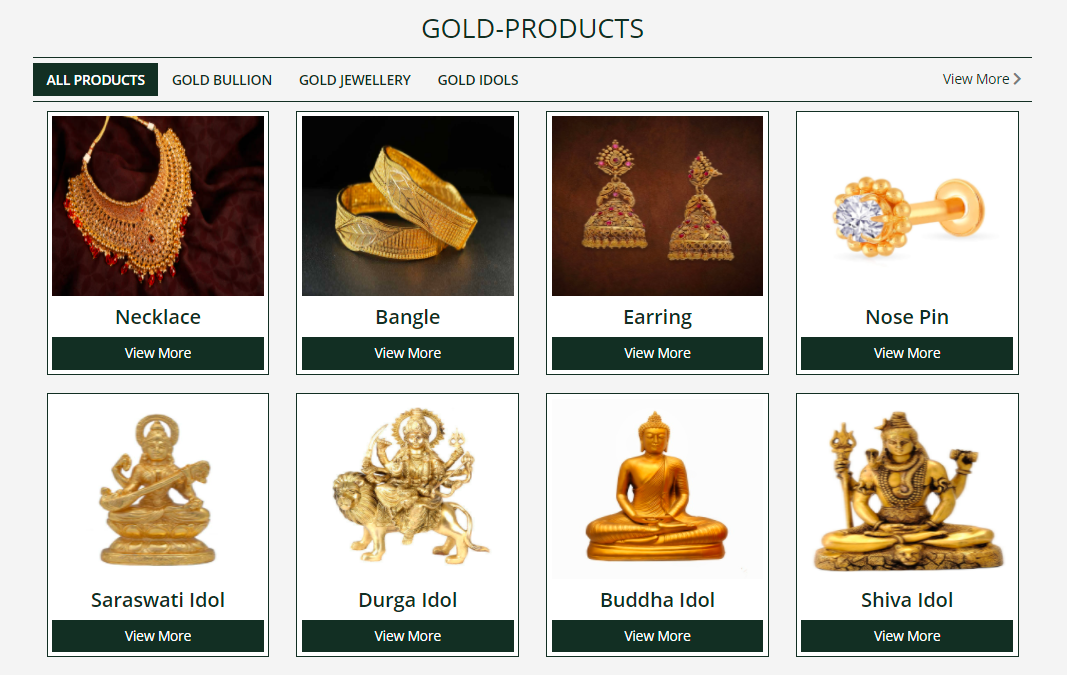 GOLD-PRODUCTS
ALL PRODUCTS GOLD BULLION GOLD JEWELLERY GOLD IDOLS View More
Necklace Bangle Earring Nose Pin
View More View More View More View More
Saraswati Idol Durga Idol Buddha Idol Shiva Idol
View More View More View More View More